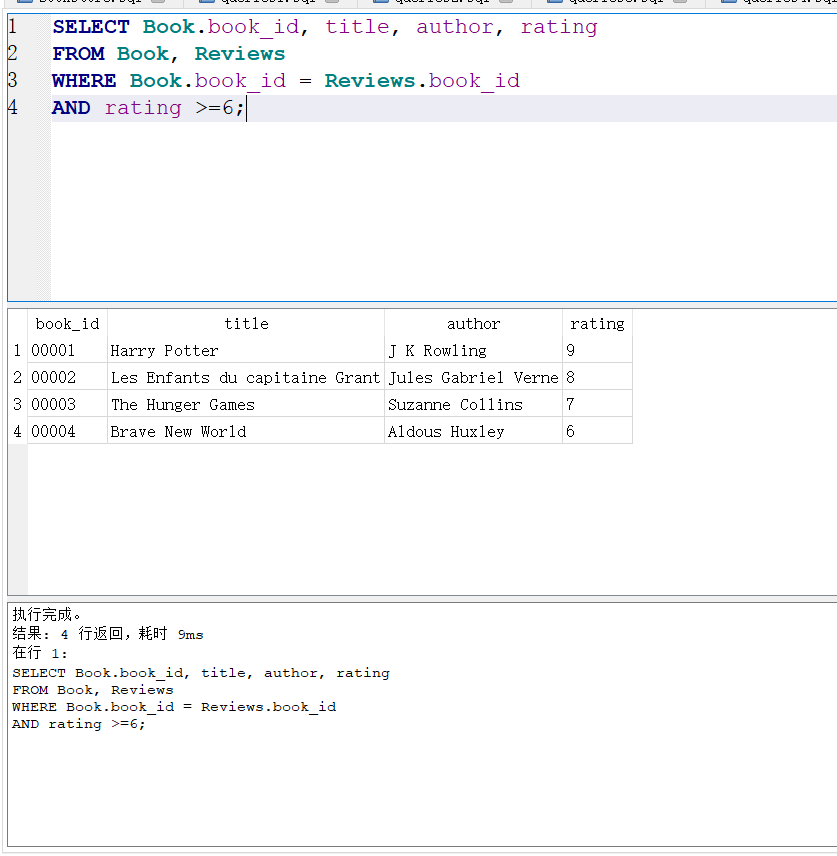 1 SELECT Book.book_id, title, author, rating
2 FROM Book, Reviews
3 WHERE Book.book_id = Reviews.book_id
4 AND rating >=6;
book_id title author rating
1 00001 Harry Potter J K Rowling 9
2 00002 Les Enfants du capitaine Grant Jules Gabriel Verne 8
3 00003 The Hunger Games Suzanne Collins 7
4 00004 Brave New World Aldous Huxley 6
执行完成。
结果: 4 行返回，耗时 9ms
在行 1:
SELECT Book.book_id, title, author, rating
FROM Book, Reviews
WHERE Book.book_id = Reviews.book_id
AND rating >=6;